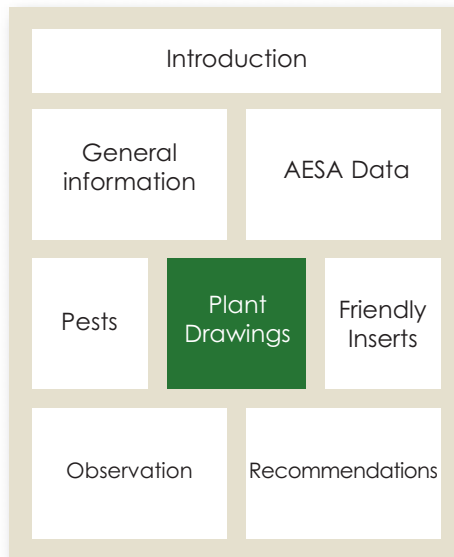 Introduction
General
information
AESA Data
Pests
Plant
Drawings
Friendly
Inserts
Observation
Recommendations